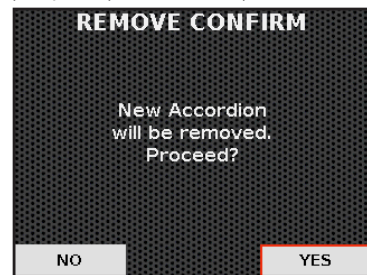 REMOVE CONFIRM
New Accordion
will be removed.
Proceed?
NO YES